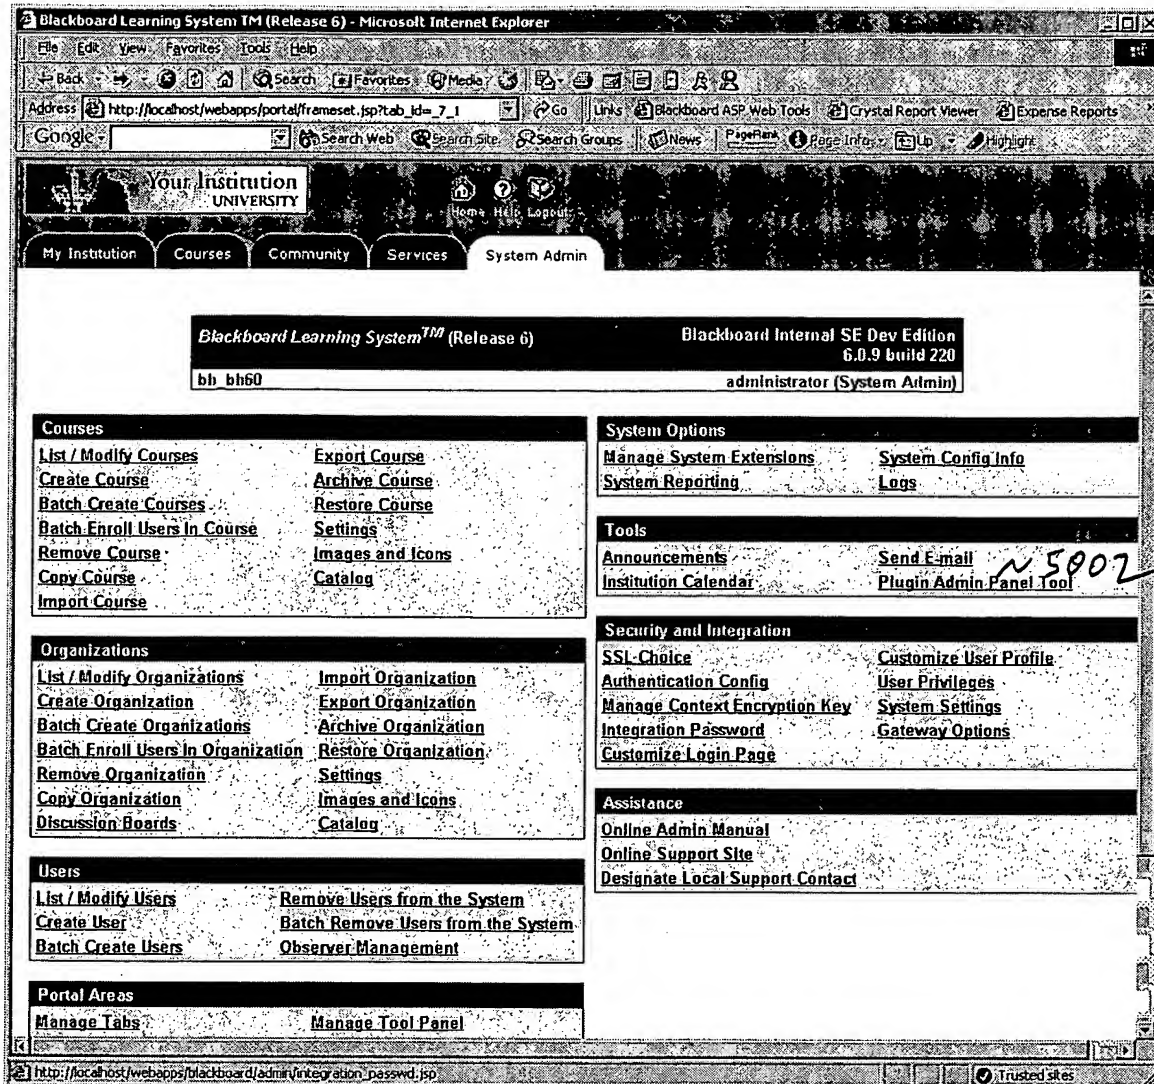 Blackboard Learning System TM (Release 6) - Microsoft Internet Explorer
File Edit View Favorites Tools Help
Back Search Favorites Media
Address http://localhost/webapps/portal/frameset.jsp?tab_id=_7_1 Go Links Blackboard ASP Web Tools Crystal Report Viewer Expense Reports
Google Search Web Search Site Search Groups News PageRank Page Info Up Highlight
Your Institution
UNIVERSITY
Home Help Logout
My Institution Courses Community Services System Admin
Blackboard Learning System TM (Release 6) Blackboard Internal SE Dev Edition
6.0.9 build 220
bb_bb60 administrator (System Admin)
Courses
List / Modify Courses Export Course
Create Course Archive Course
Batch Create Courses Restore Course
Batch Enroll Users In Course Settings
Remove Course Images and Icons
Copy Course Catalog
Import Course
Organizations
List / Modify Organizations Import Organization
Create Organization Export Organization
Batch Create Organizations Archive Organization
Batch Enroll Users In Organization Restore Organization
Remove Organization Settings
Copy Organization Images and Icons
Discussion Boards Catalog
Users
List / Modify Users Remove Users from the System
Create User Batch Remove Users from the System
Batch Create Users Observer Management
Portal Areas
Manage Tabs Manage Tool Panel
System Options
Manage System Extensions System Config Info
System Reporting Logs
Tools
Announcements Send E-mail
Institution Calendar Plugin Admin Panel Tool
~ 5002
Security and Integration
SSL Choice Customize User Profile
Authentication Config User Privileges
Manage Context Encryption Key System Settings
Integration Password Gateway Options
Customize Login Page
Assistance
Online Admin Manual
Online Support Site
Designate Local Support Contact
http://localhost/webapps/blackboard/admin/integration_passwd.jsp Trusted sites